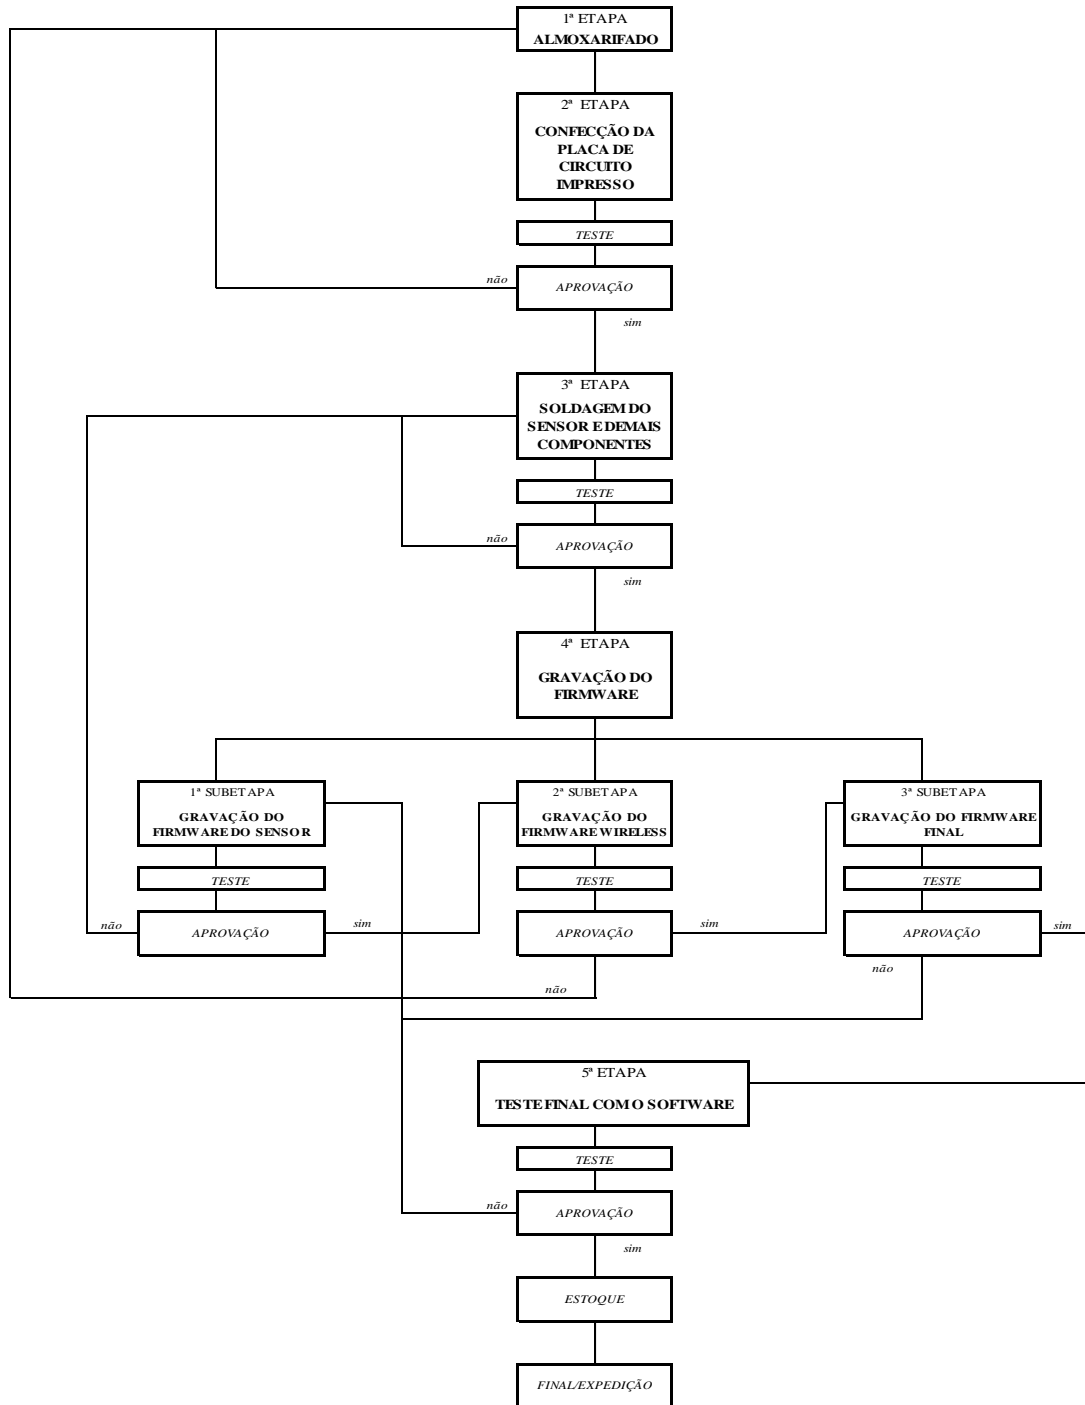 1ª ETAPA
ALMOXARIFADO
2ª ETAPA
CONFECÇÃO DA
PLACA DE
CIRCUITO
IMPRESSO
TESTE
não
APROVAÇÃO
sim
3ª ETAPA
SOLDAGEM DO
SENSOR E DEMAIS
COMPONENTES
TESTE
não
APROVAÇÃO
sim
4ª ETAPA
GRAVAÇÃO DO
FIRMWARE
1ª SUBETAPA
GRAVAÇÃO DO
FIRMWARE DO SENSOR
TESTE
não
APROVAÇÃO
sim
2ª SUBETAPA
GRAVAÇÃO DO
FIRMWARE WIRELESS
TESTE
APROVAÇÃO
sim
não
3ª SUBETAPA
GRAVAÇÃO DO FIRMWARE
FINAL
TESTE
APROVAÇÃO
sim
não
5ª ETAPA
TESTE FINAL COM O SOFTWARE
TESTE
não
APROVAÇÃO
sim
ESTOQUE
FINAL/EXPEDIÇÃO